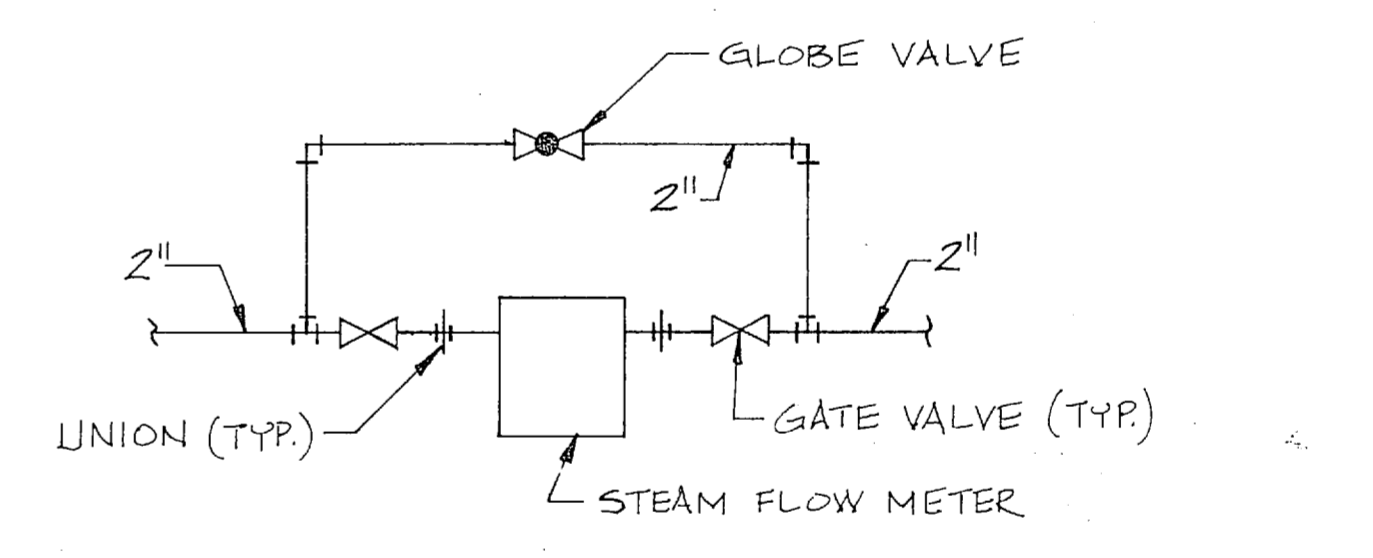 GLOBE VALVE
2"
2"
2"
UNION (TYP.)
GATE VALVE (TYP.)
STEAM FLOW METER